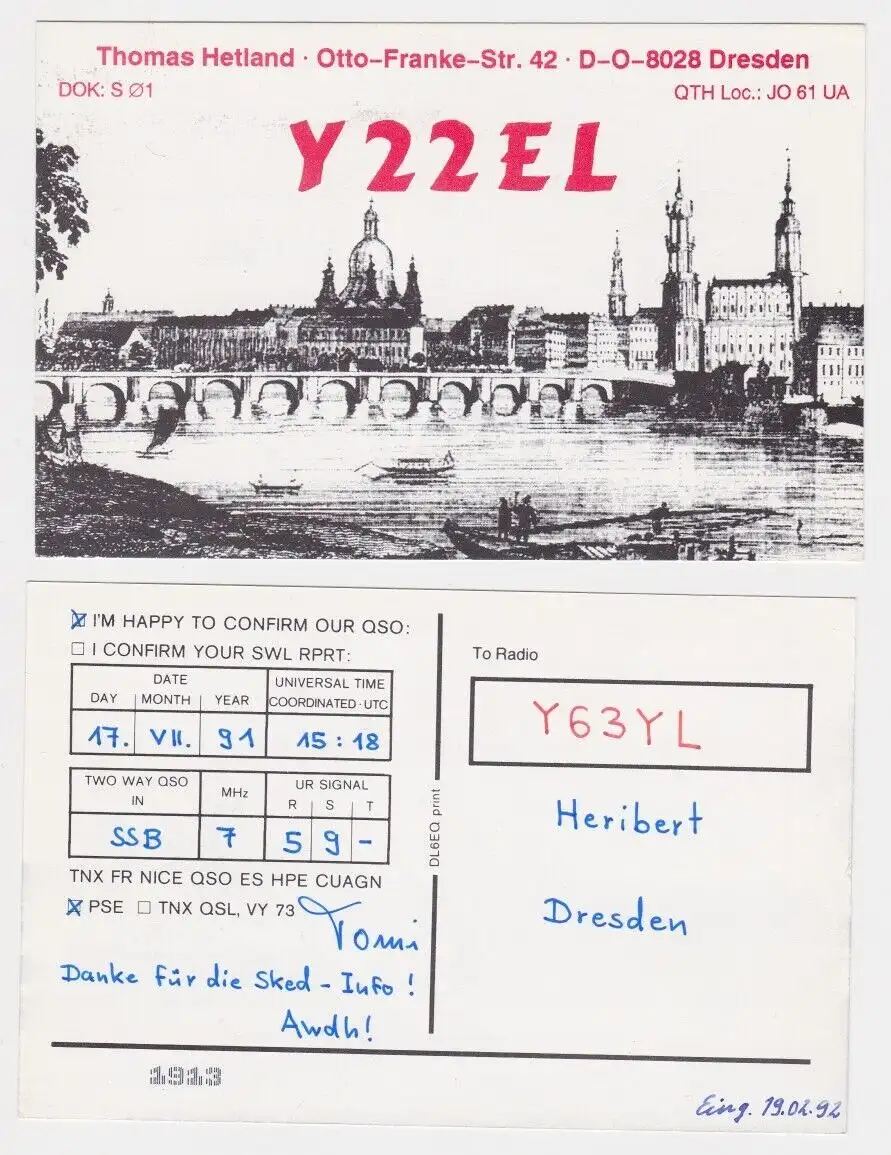 Thomas Hetland · Otto–Franke–Str. 42 · D–O–8028 Dresden
DOK: S Ø1
QTH Loc.: JO 61 UA
Y22EL
I'M HAPPY TO CONFIRM OUR QSO:
I CONFIRM YOUR SWL RPRT:
DATE
UNIVERSAL TIME
DAY MONTH YEAR
COORDINATED·UTC
17. VII. 91 15:18
TWO WAY QSO
IN
MHz
UR SIGNAL
R S T
SSB 7 5 9 -
TNX FR NICE QSO ES HPE CUAGN
PSE TNX QSL, VY 73
Tomi
Danke für die Sked - Info!
Awdh!
DL6EQ print
To Radio
Y63YL
Heribert
Dresden
1913
Eing. 19.02.92